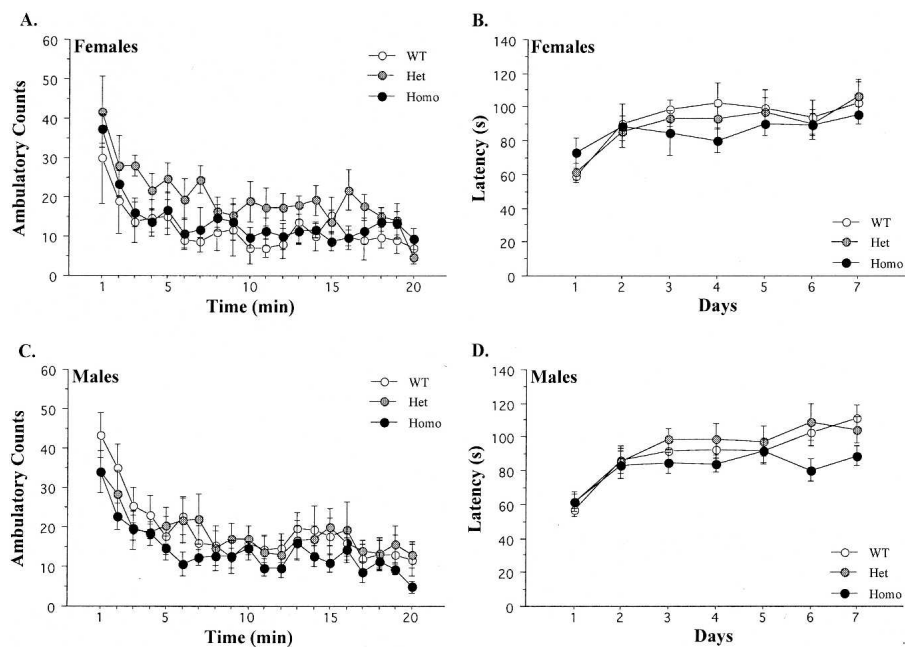 A.
Females
WT
Het
Homo
60
50
40
30
20
10
0
Ambulatory Counts
1
5
10
15
20
Time (min)
B.
Females
140
120
100
80
60
40
20
0
Latency (s)
WT
Het
Homo
1
2
3
4
5
6
7
Days
C.
Males
WT
Het
Homo
60
50
40
30
20
10
0
Ambulatory Counts
1
5
10
15
20
Time (min)
D.
Males
140
120
100
80
60
40
20
0
Latency (s)
WT
Het
Homo
1
2
3
4
5
6
7
Days